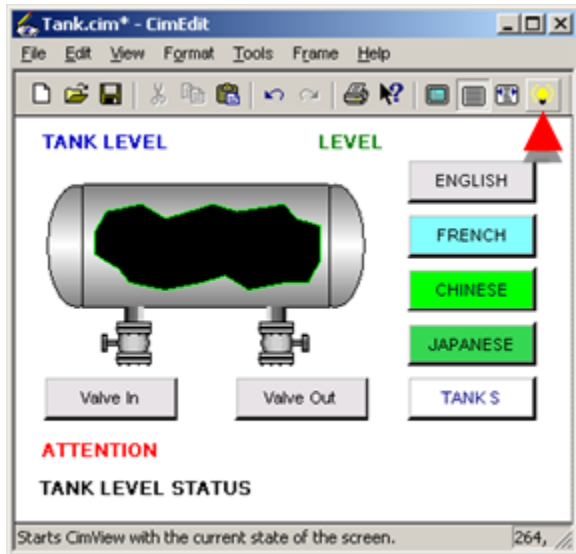 Tank.cim* - CimEdit
File Edit View Format Tools Frame Help
TANK LEVEL LEVEL
ENGLISH
FRENCH
CHINESE
JAPANESE
Valve In Valve Out TANK S
ATTENTION
TANK LEVEL STATUS
Starts CimView with the current state of the screen. 264,